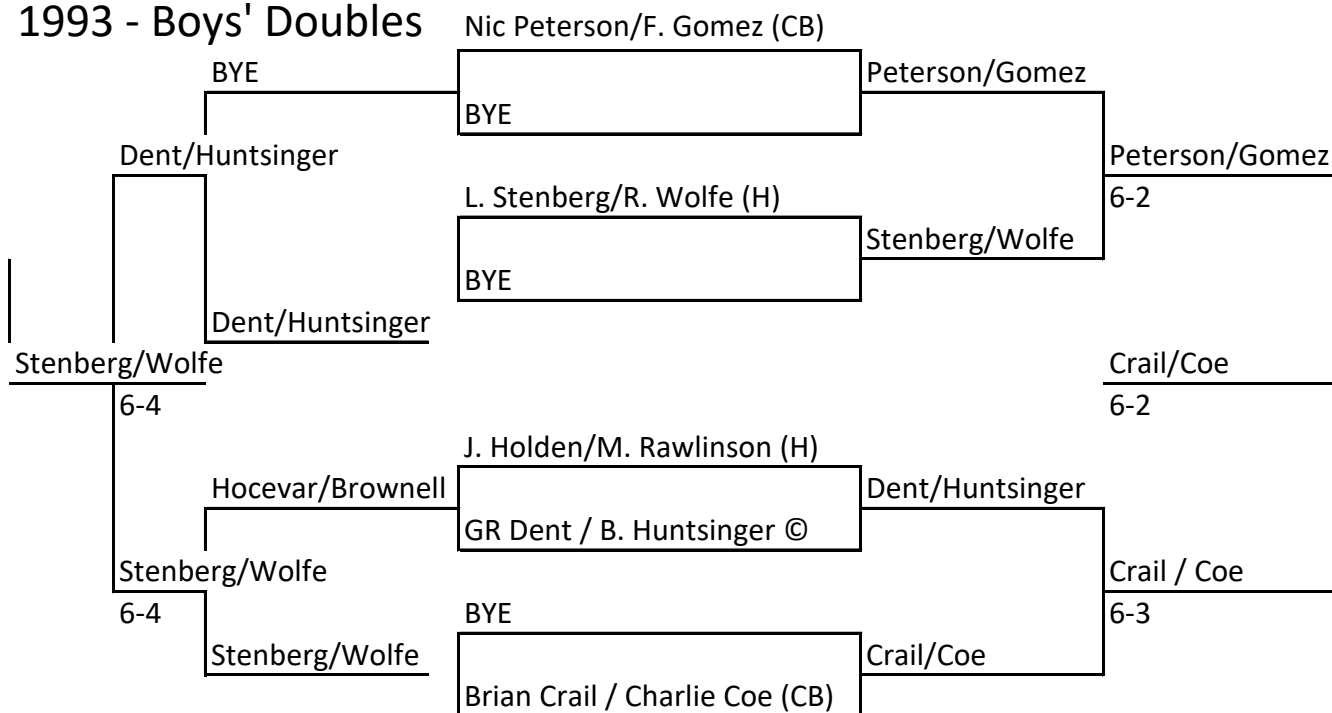 1993 - Boys' Doubles
Nic Peterson/F. Gomez (CB)
BYE
Peterson/Gomez
BYE
Dent/Huntsinger
Peterson/Gomez
L. Stenberg/R. Wolfe (H)
6-2
Stenberg/Wolfe
BYE
Dent/Huntsinger
Stenberg/Wolfe
Crail/Coe
6-4
6-2
J. Holden/M. Rawlinson (H)
Hocevar/Brownell
Dent/Huntsinger
GR Dent / B. Huntsinger ©
Stenberg/Wolfe
Crail / Coe
6-4
BYE
6-3
Stenberg/Wolfe
Crail/Coe
Brian Crail / Charlie Coe (CB)